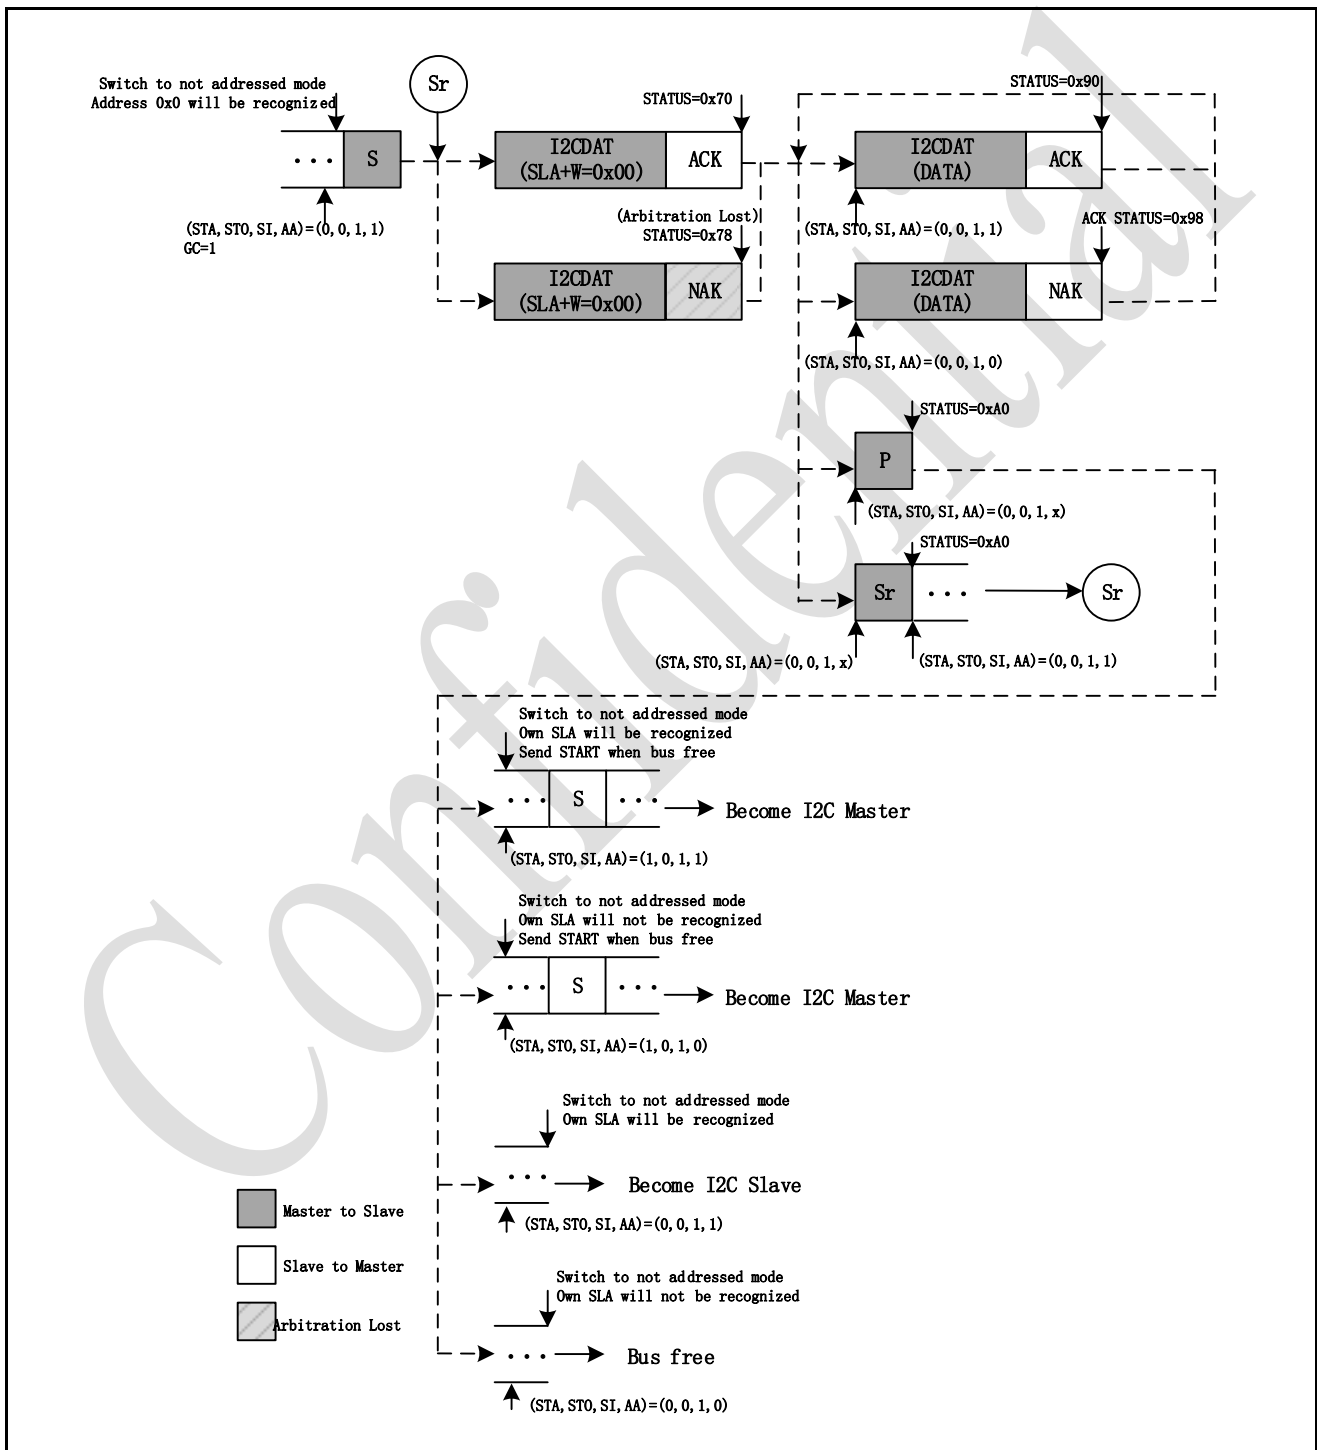 Switch to not addressed mode
Address 0x0 will be recognized
Sr
STATUS=0x70
STATUS=0x90
··· S
I2CDAT
(SLA+W=0x00)
ACK
I2CDAT
(DATA)
ACK
(STA, STO, SI, AA)=(0, 0, 1, 1)
GC=1
(Arbitration Lost)
STATUS=0x78
(STA, STO, SI, AA)=(0, 0, 1, 1)
ACK STATUS=0x98
I2CDAT
(SLA+W=0x00)
NAK
I2CDAT
(DATA)
NAK
(STA, STO, SI, AA)=(0, 0, 1, 0)
STATUS=0xA0
P
(STA, STO, SI, AA)=(0, 0, 1, x)
STATUS=0xA0
Sr ··· Sr
(STA, STO, SI, AA)=(0, 0, 1, x)
(STA, STO, SI, AA)=(0, 0, 1, 1)
Switch to not addressed mode
Own SLA will be recognized
Send START when bus free
··· S ··· Become I2C Master
(STA, STO, SI, AA)=(1, 0, 1, 1)
Switch to not addressed mode
Own SLA will not be recognized
Send START when bus free
··· S ··· Become I2C Master
(STA, STO, SI, AA)=(1, 0, 1, 0)
Switch to not addressed mode
Own SLA will be recognized
··· Become I2C Slave
(STA, STO, SI, AA)=(0, 0, 1, 1)
Switch to not addressed mode
Own SLA will not be recognized
··· Bus free
(STA, STO, SI, AA)=(0, 0, 1, 0)
Master to Slave
Slave to Master
Arbitration Lost
Confidential